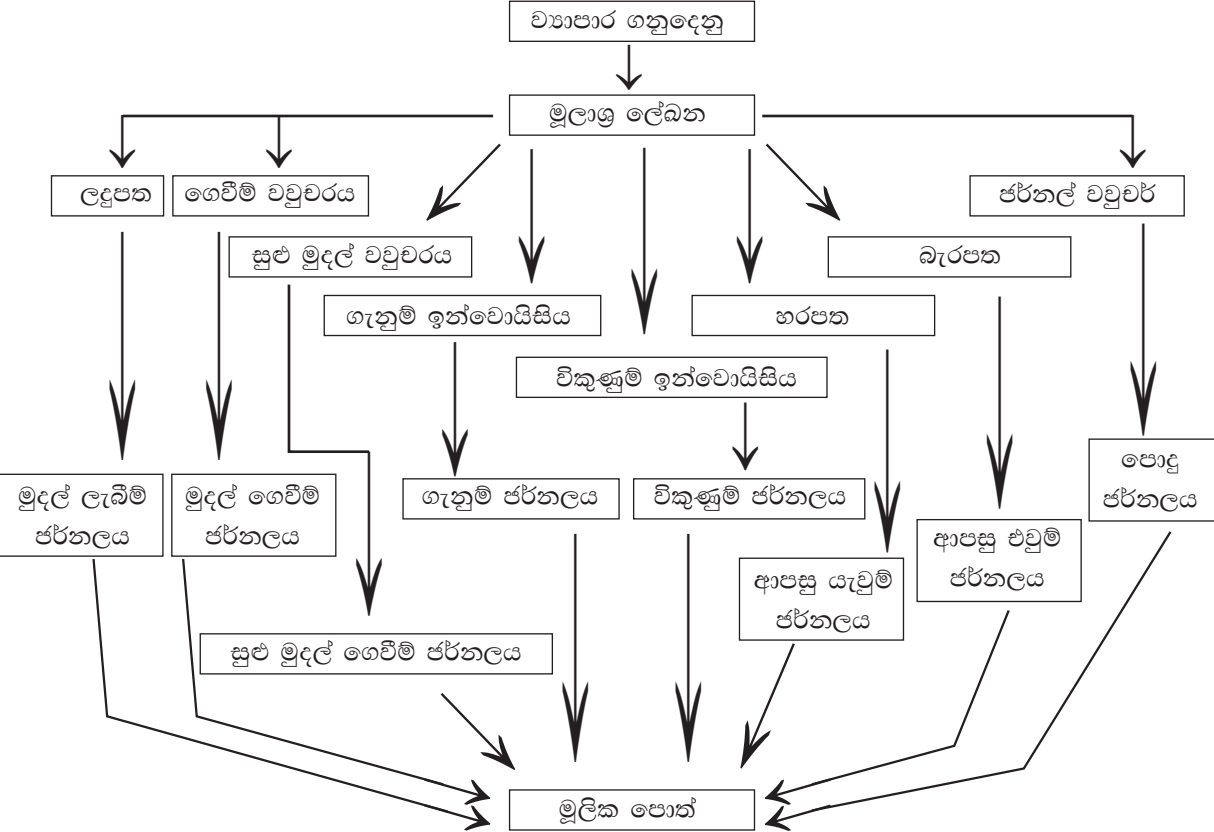 ව්‍යාපාර ගනුදෙනු
මූලාශ්‍ර ලේඛන
ලදුපත
ගෙවීම් වවුචරය
ජර්නල් වවුචර්
සුළු මුදල් වවුචරය
බැරපත
ගැනුම් ඉන්වොයිසිය
හරපත
විකුණුම් ඉන්වොයිසිය
මුදල් ලැබීම්
ජර්නලය
මුදල් ගෙවීම්
ජර්නලය
ගැනුම් ජර්නලය
විකුණුම් ජර්නලය
පොදු
ජර්නලය
ආපසු එවුම්
ජර්නලය
ආපසු යැවුම්
ජර්නලය
සුළු මුදල් ගෙවීම් ජර්නලය
මූලික පොත්